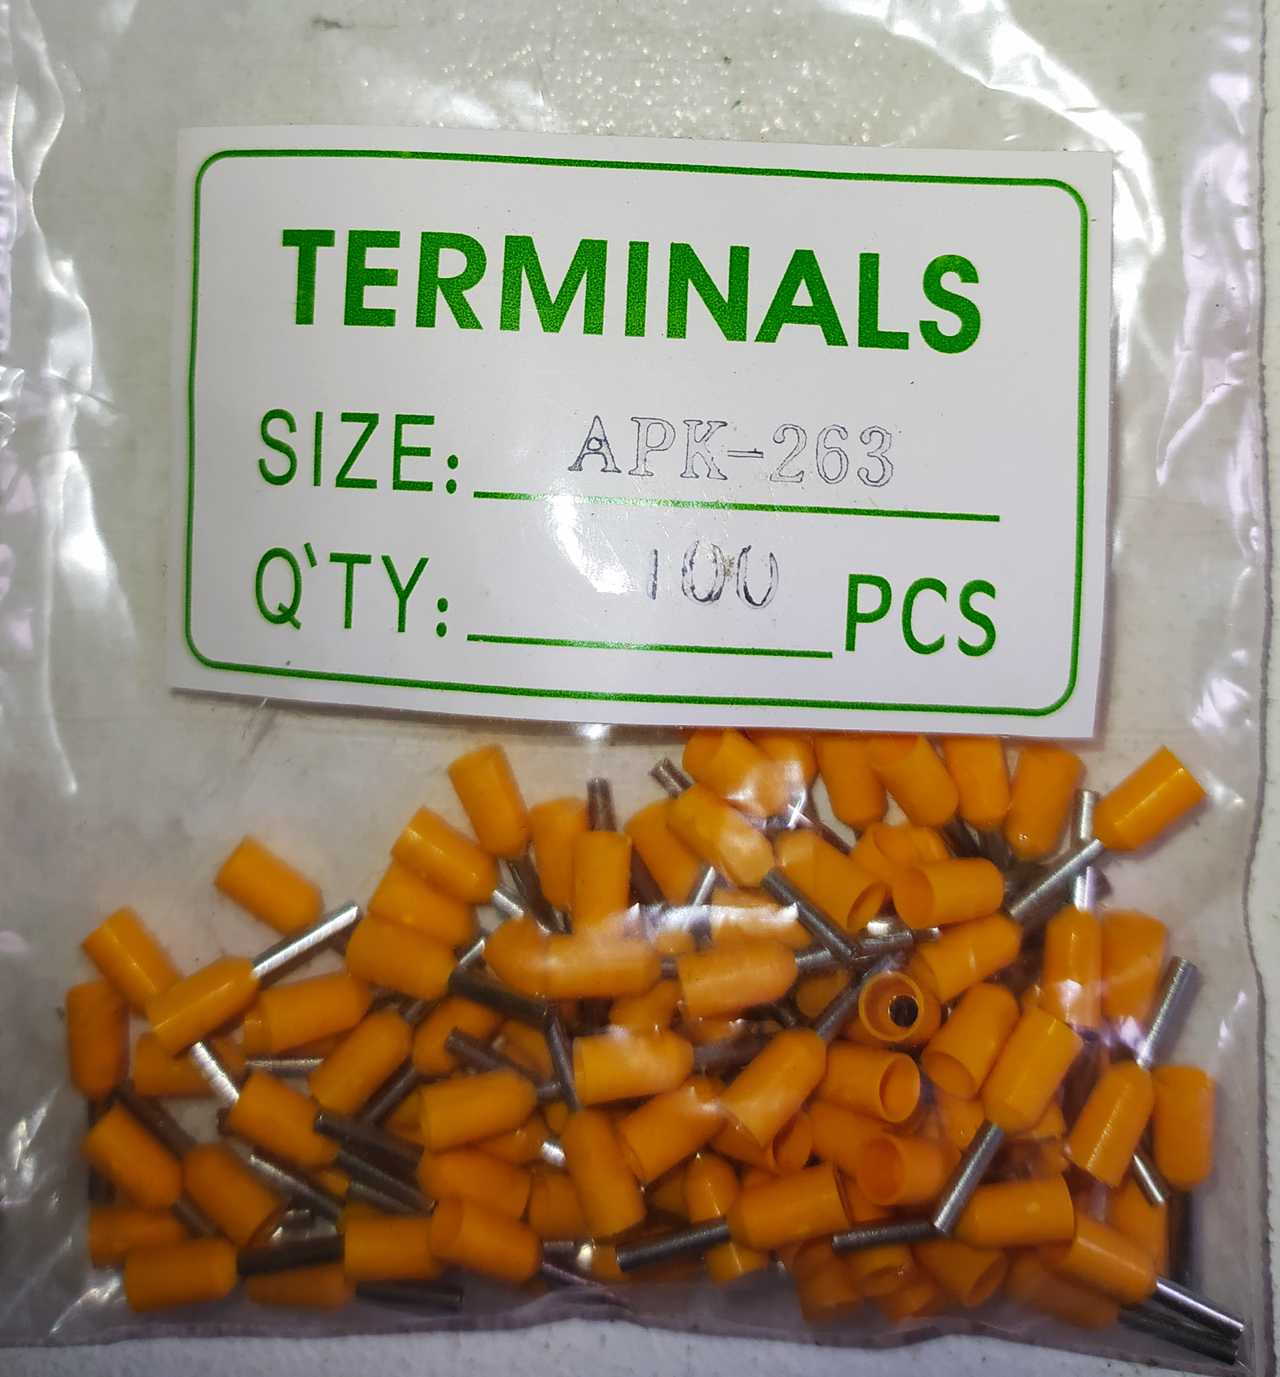 TERMINALS
SIZE: APK-263
Q'TY: 100 PCS